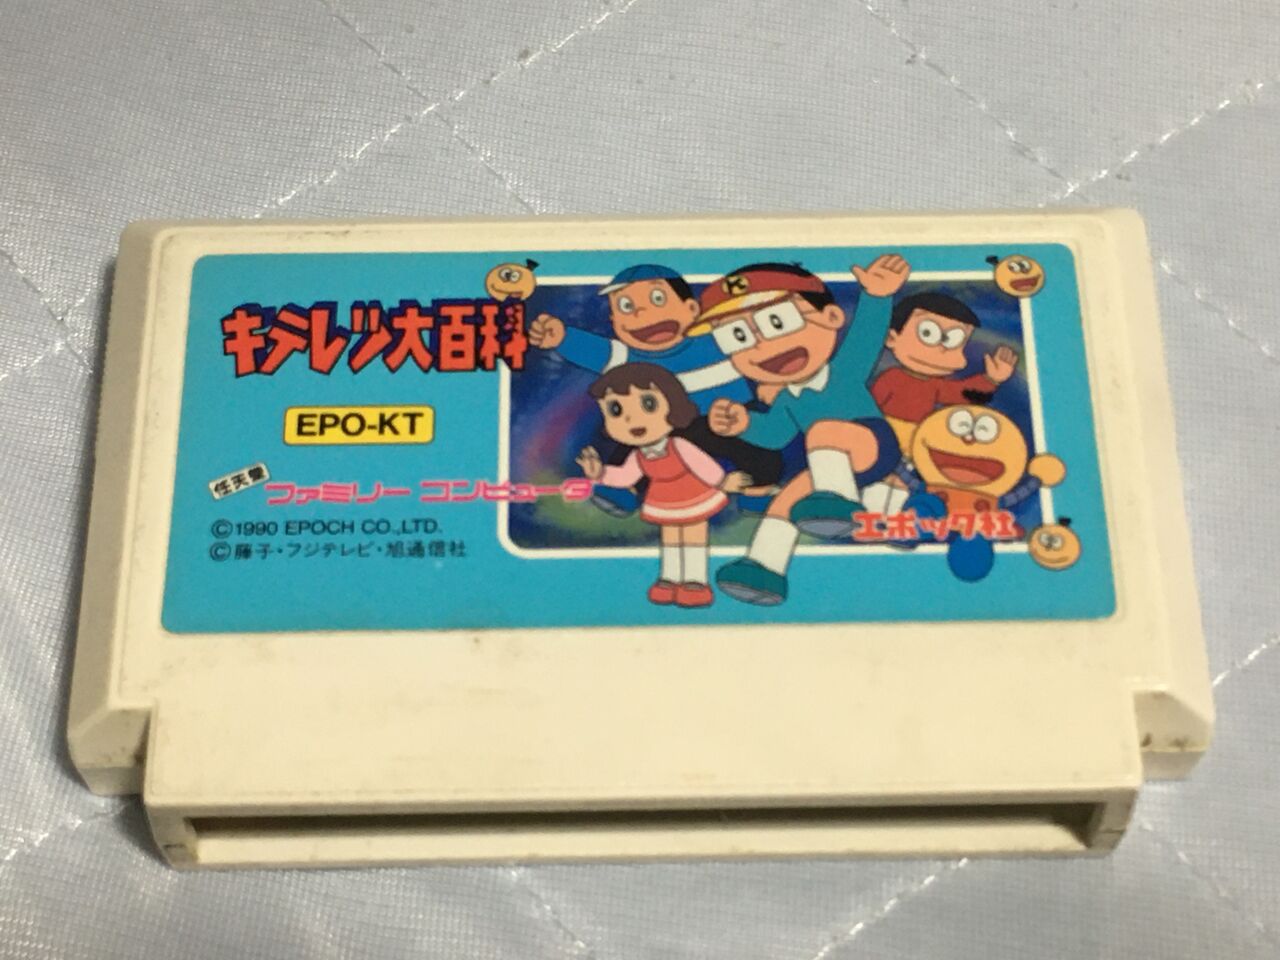 キテレツ大百科
EPO-KT
任天堂
ファミリー コンピュータ
©1990 EPOCH CO.,LTD.
©藤子・フジテレビ・旭通信社
K
エポック社